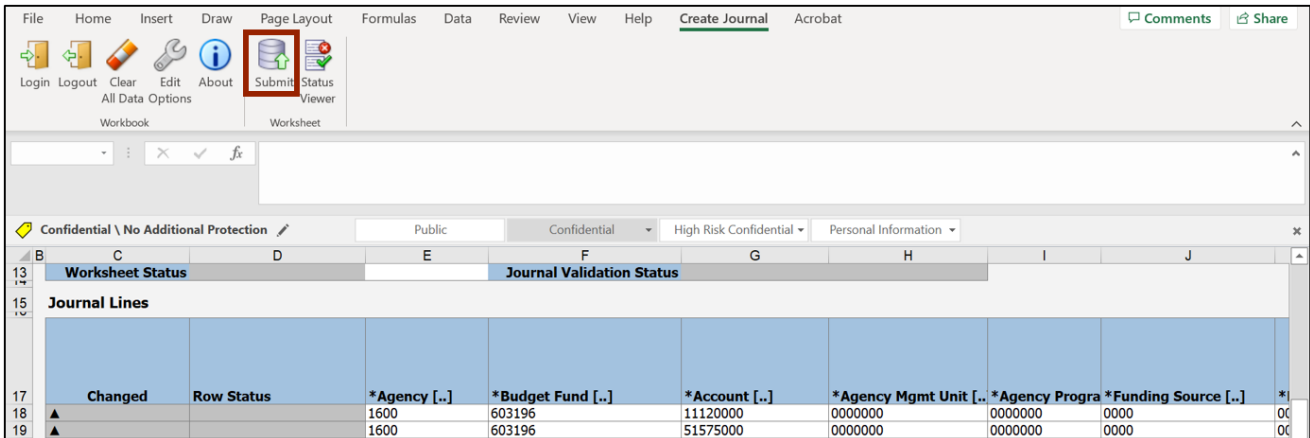 File Home Insert Draw Page Layout Formulas Data Review View Help Create Journal Acrobat Comments Share
Login Logout Clear All Data Edit Options About Submit Status Viewer
Workbook Worksheet
fx
Confidential \ No Additional Protection Public Confidential High Risk Confidential Personal Information
B C D E F G H I J
13 Worksheet Status Journal Validation Status
14
15 Journal Lines
16
17 Changed Row Status *Agency [..] *Budget Fund [..] *Account [..] *Agency Mgmt Unit [.. *Agency Progra *Funding Source [..]
18 ▲ 1600 603196 11120000 0000000 0000000 0000 00
19 ▲ 1600 603196 51575000 0000000 0000000 0000 00